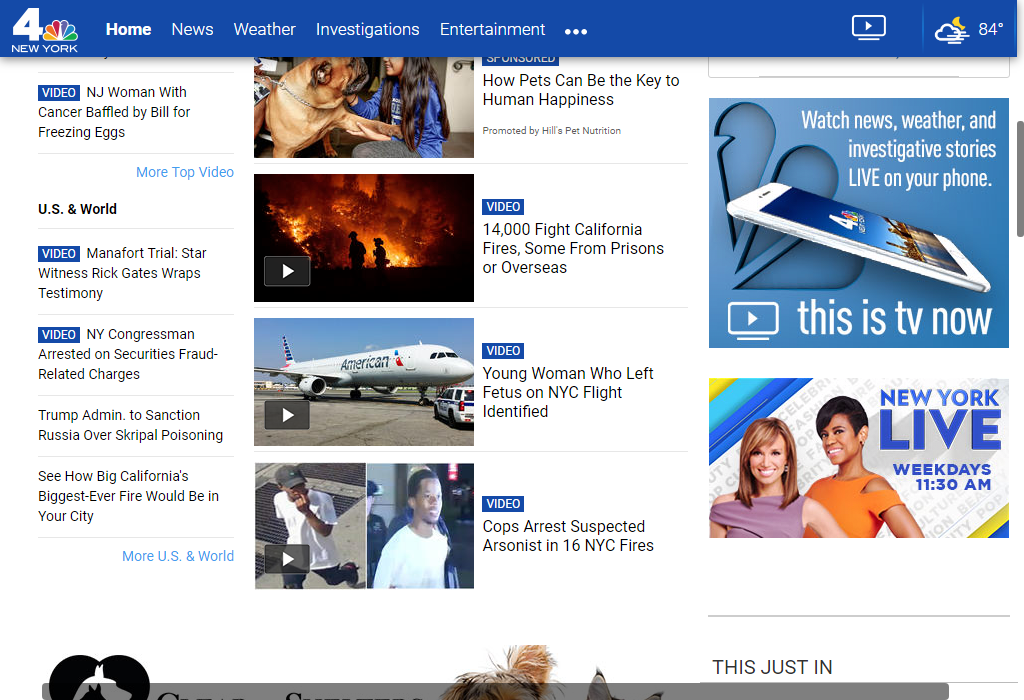 4
NEW YORK
Home News Weather Investigations Entertainment ••• 84°
VIDEO NJ Woman With
Cancer Baffled by Bill for
Freezing Eggs
More Top Video
U.S. & World
VIDEO Manafort Trial: Star
Witness Rick Gates Wraps
Testimony
VIDEO NY Congressman
Arrested on Securities Fraud-
Related Charges
Trump Admin. to Sanction
Russia Over Skripal Poisoning
See How Big California's
Biggest-Ever Fire Would Be in
Your City
More U.S. & World
SPONSORED
How Pets Can Be the Key to
Human Happiness
Promoted by Hill's Pet Nutrition
VIDEO
14,000 Fight California
Fires, Some From Prisons
or Overseas
American
VIDEO
Young Woman Who Left
Fetus on NYC Flight
Identified
VIDEO
Cops Arrest Suspected
Arsonist in 16 NYC Fires
Watch news, weather, and
investigative stories
LIVE on your phone.
4
this is tv now
NEW YORK
LIVE
WEEKDAYS
11:30 AM
THIS JUST IN